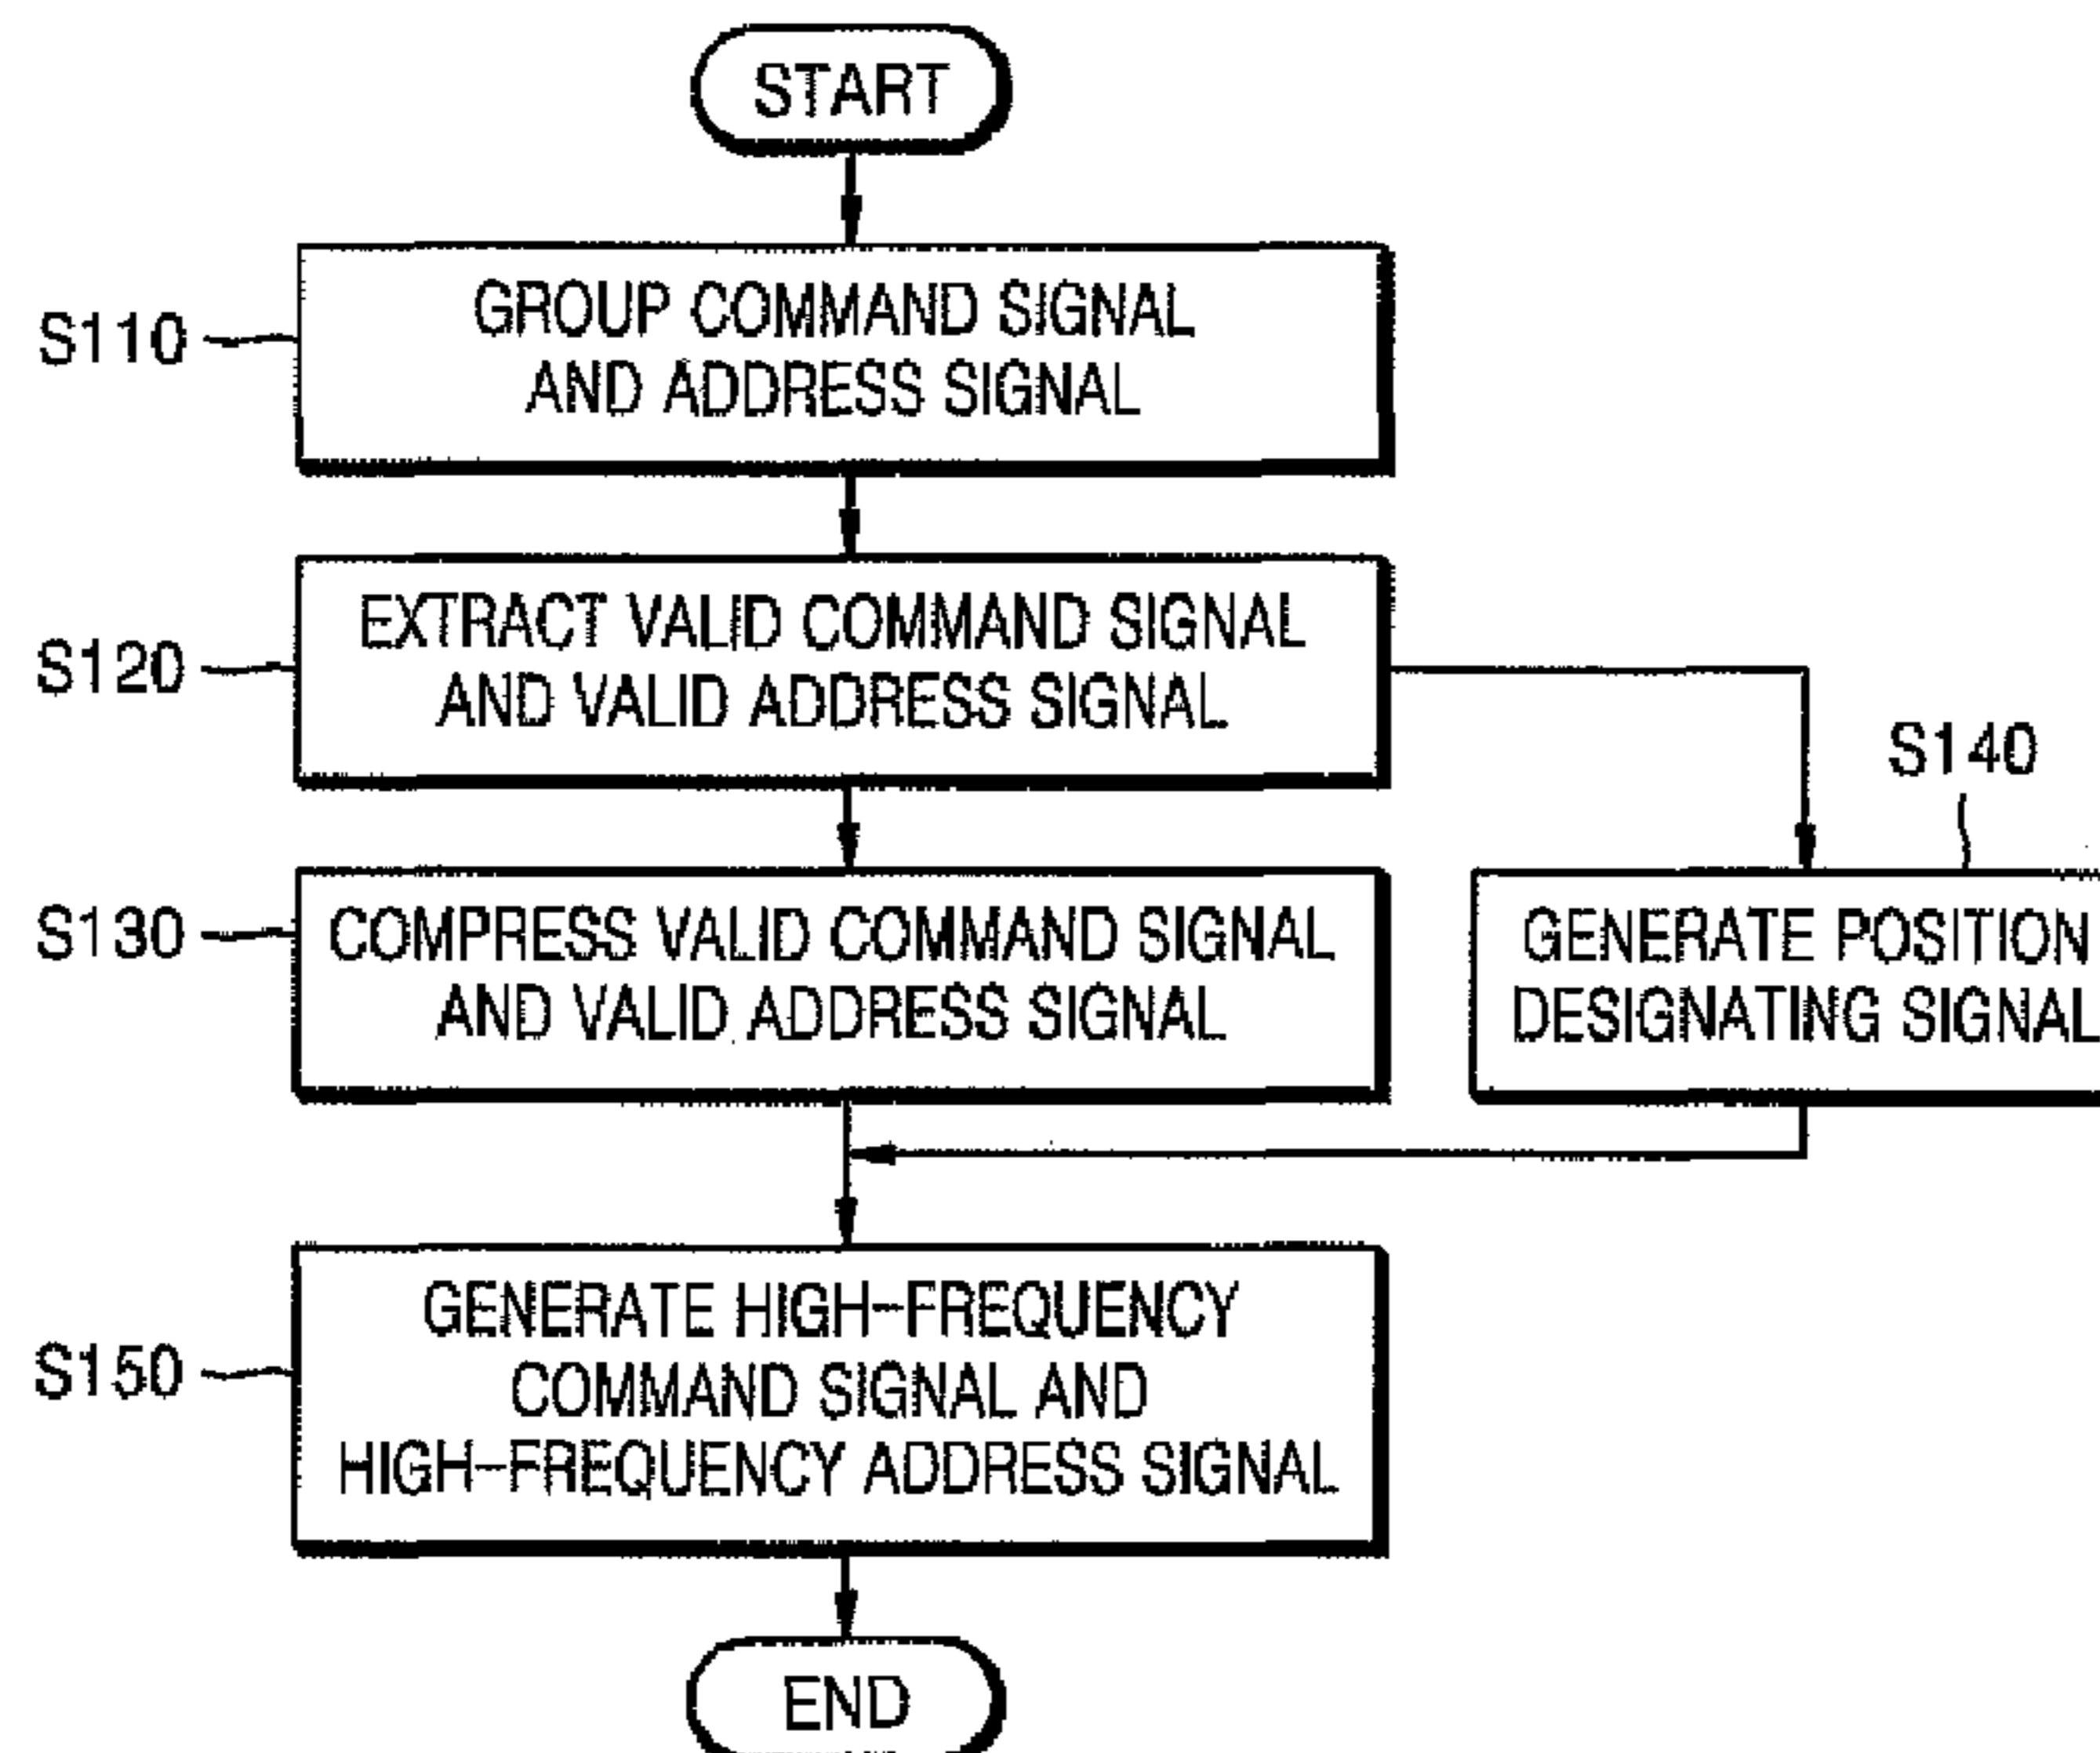 START
S110
GROUP COMMAND SIGNAL
AND ADDRESS SIGNAL
S120
EXTRACT VALID COMMAND SIGNAL
AND VALID ADDRESS SIGNAL
S130
COMPRESS VALID COMMAND SIGNAL
AND VALID ADDRESS SIGNAL
S140
GENERATE POSITION
DESIGNATING SIGNAL
S150
GENERATE HIGH-FREQUENCY
COMMAND SIGNAL AND
HIGH-FREQUENCY ADDRESS SIGNAL
END